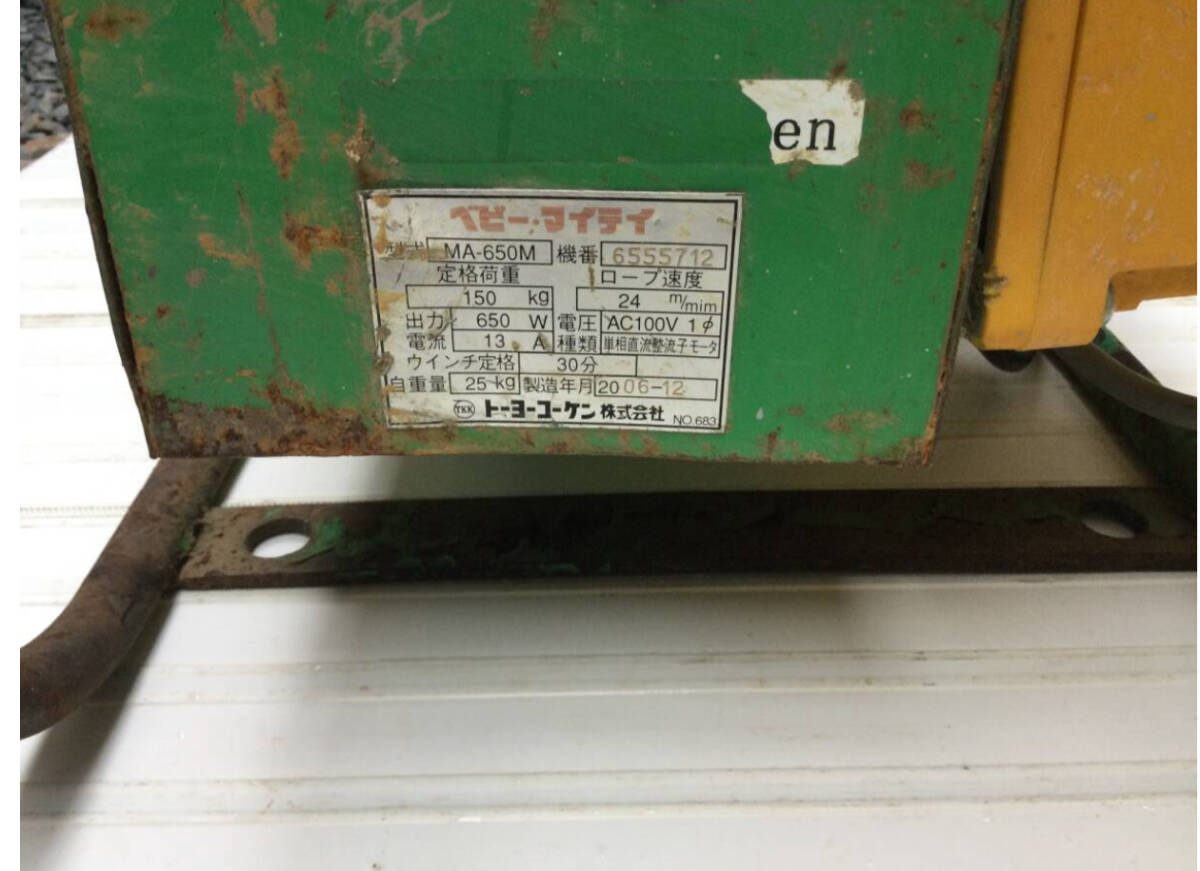 en
ベビー・マイティ
型式 MA-650M 機番 6555712
定格荷重 ロープ速度
150 kg 24 m/mim
出力 650 W 電圧 AC100V 1φ
電流 13 A 種類 単相直流整流子モータ
ウインチ定格 30分
自重量 25kg 製造年月 2006-12
TKK トーヨーコーケン株式会社 NO.683